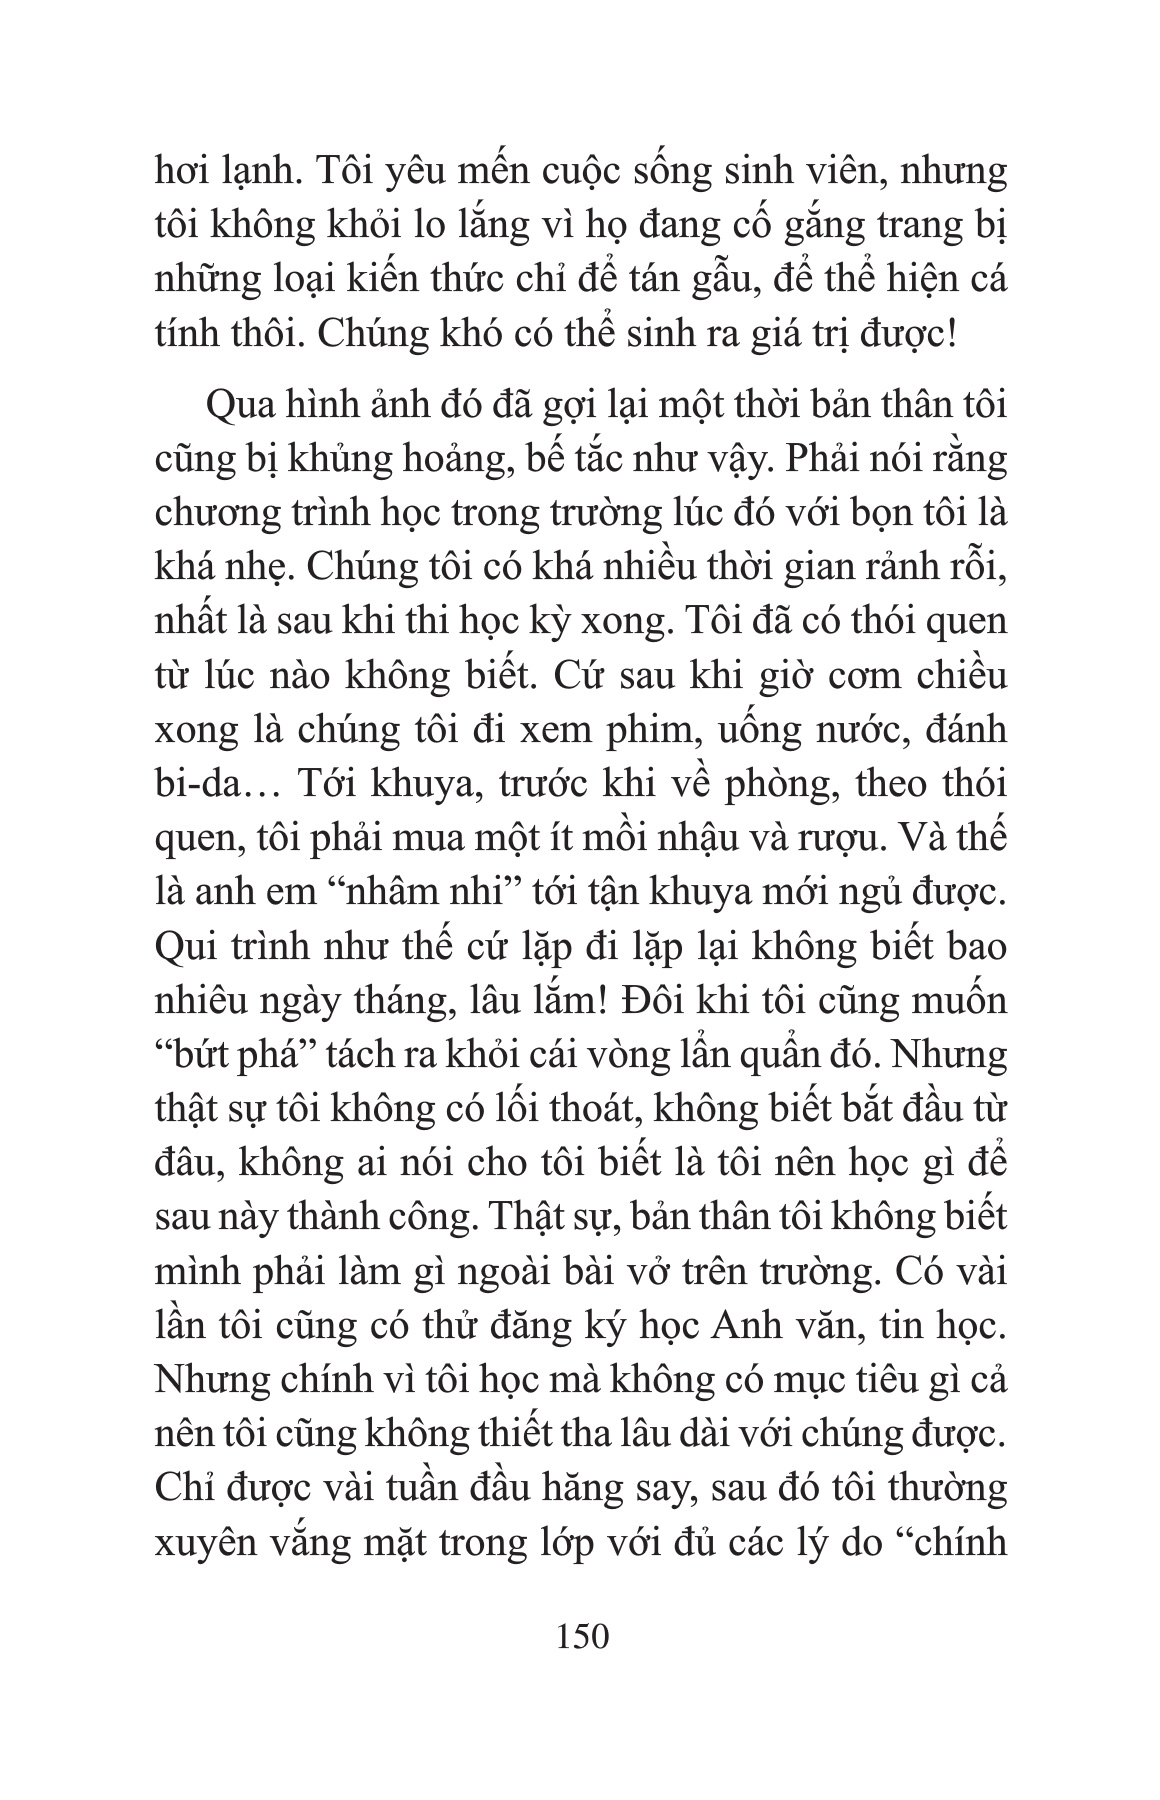 hơi lạnh. Tôi yêu mến cuộc sống sinh viên, nhưng
tôi không khỏi lo lắng vì họ đang cố gắng trang bị
những loại kiến thức chỉ để tán gẫu, để thể hiện cá
tính thôi. Chúng khó có thể sinh ra giá trị được!
Qua hình ảnh đó đã gợi lại một thời bản thân tôi
cũng bị khủng hoảng, bế tắc như vậy. Phải nói rằng
chương trình học trong trường lúc đó với bọn tôi là
khá nhẹ. Chúng tôi có khá nhiều thời gian rảnh rỗi,
nhất là sau khi thi học kỳ xong. Tôi đã có thói quen
từ lúc nào không biết. Cứ sau khi giờ cơm chiều
xong là chúng tôi đi xem phim, uống nước, đánh
bi-da… Tới khuya, trước khi về phòng, theo thói
quen, tôi phải mua một ít mồi nhậu và rượu. Và thế
là anh em “nhâm nhi” tới tận khuya mới ngủ được.
Qui trình như thế cứ lặp đi lặp lại không biết bao
nhiêu ngày tháng, lâu lắm! Đôi khi tôi cũng muốn
“bứt phá” tách ra khỏi cái vòng lẩn quẩn đó. Nhưng
thật sự tôi không có lối thoát, không biết bắt đầu từ
đâu, không ai nói cho tôi biết là tôi nên học gì để
sau này thành công. Thật sự, bản thân tôi không biết
mình phải làm gì ngoài bài vở trên trường. Có vài
lần tôi cũng có thử đăng ký học Anh văn, tin học.
Nhưng chính vì tôi học mà không có mục tiêu gì cả
nên tôi cũng không thiết tha lâu dài với chúng được.
Chỉ được vài tuần đầu hăng say, sau đó tôi thường
xuyên vắng mặt trong lớp với đủ các lý do “chính
150